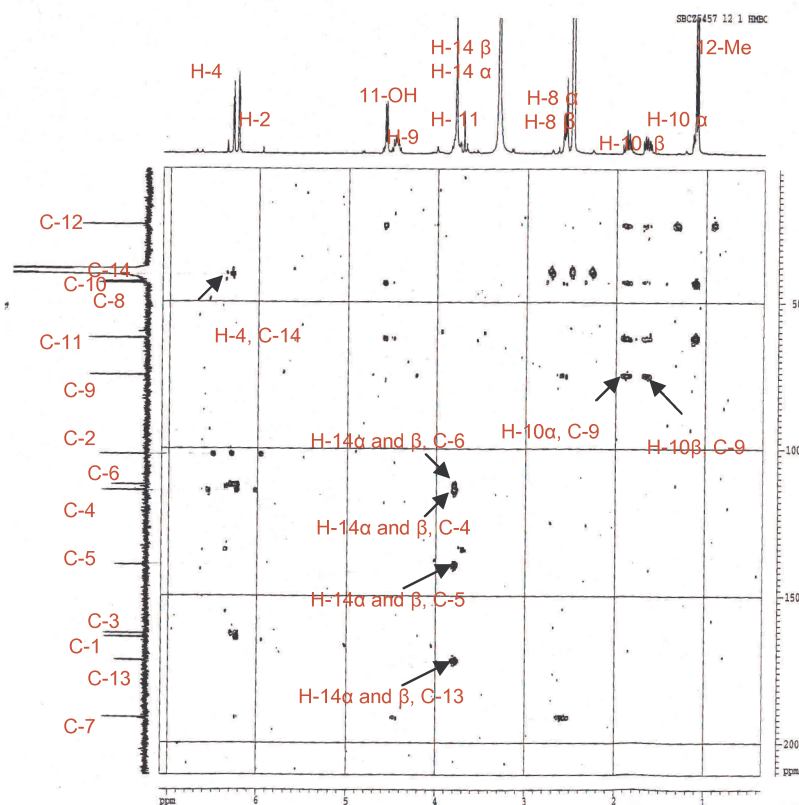 SBCZ5457 12 1 HMBC
H-14 β
12-Me
H-4
H-14 α
11-OH
H-8 α
H-2
H- 11
H-8 β
H-10 α
H-9
H-10 β
C-12
C-14
C-10
C-8
50
H-4, C-14
C-11
C-9
H-10α, C-9
H-14α and β, C-6
H-10β, C-9
C-2
100
C-6
C-4
H-14α and β, C-4
C-5
H-14α and β, C-5
150
C-3
C-1
C-13
H-14α and β, C-13
C-7
200
ppm
ppm 6 5 4 3 2 1